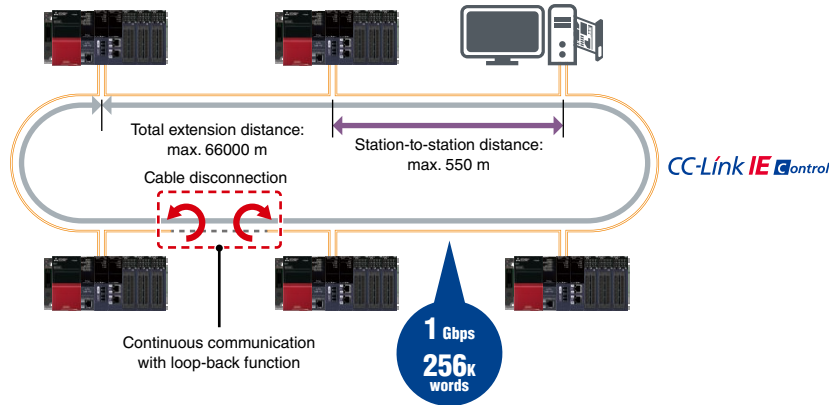 Total extension distance:
max. 66000 m
Station-to-station distance:
max. 550 m
Cable disconnection
CC-Link IE Control
Continuous communication
with loop-back function
1 Gbps
256K
words